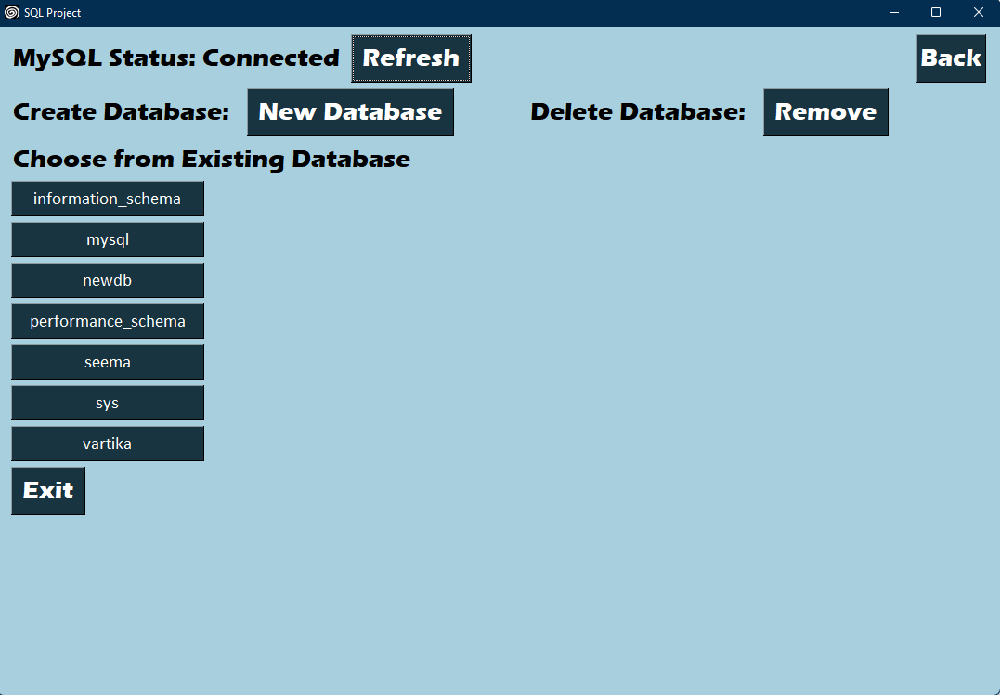 SQL Project
MySQL Status: Connected Refresh Back
Create Database: New Database Delete Database: Remove
Choose from Existing Database
information_schema
mysql
newdb
performance_schema
seema
sys
vartika
Exit